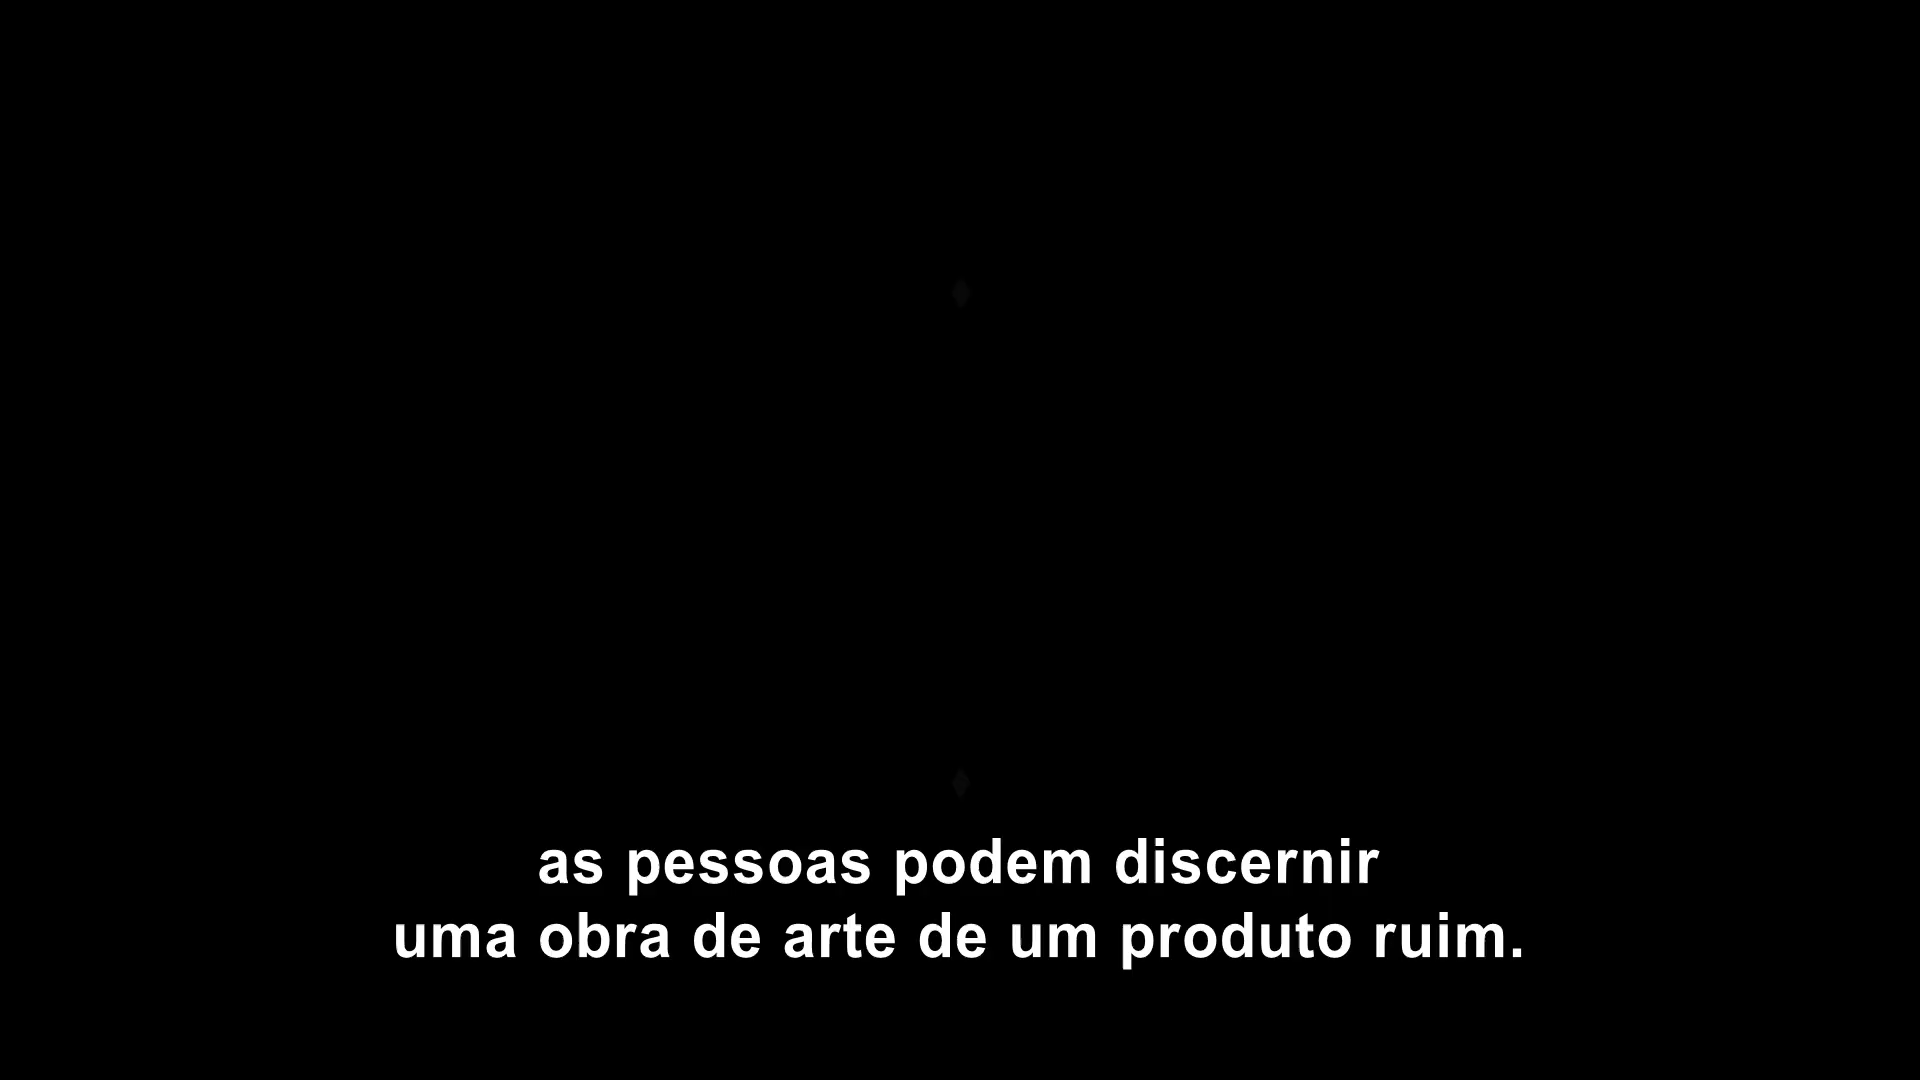 as pessoas podem discernir
uma obra de arte de um produto ruim.